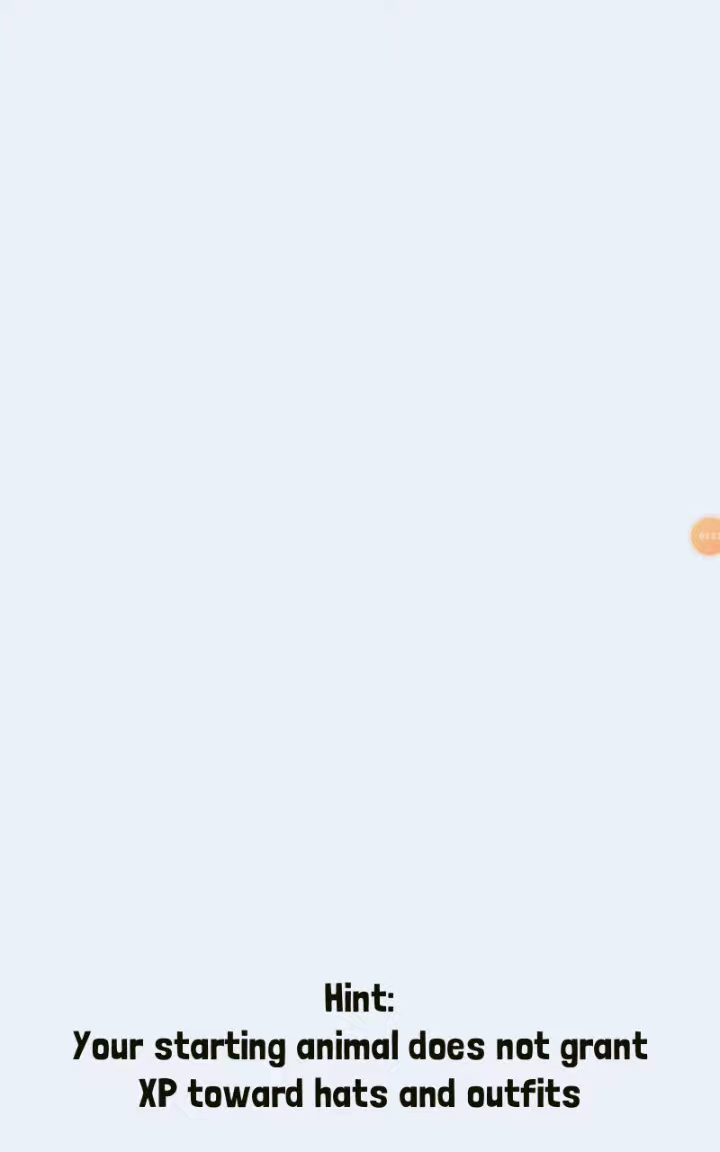 Hint:
Your starting animal does not grant
XP toward hats and outfits